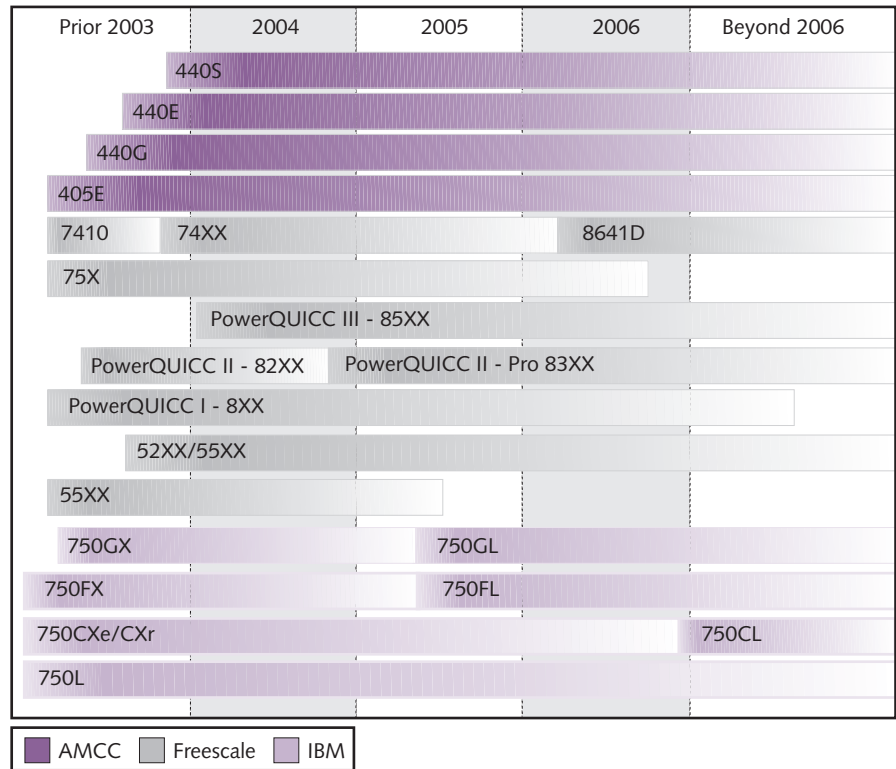 Prior 2003 2004 2005 2006 Beyond 2006
440S
440E
440G
405E
7410 74XX 8641D
75X
PowerQUICC III - 85XX
PowerQUICC II - 82XX PowerQUICC II - Pro 83XX
PowerQUICC I - 8XX
52XX/55XX
55XX
750GX 750GL
750FX 750FL
750CXe/CXr 750CL
750L
AMCC Freescale IBM